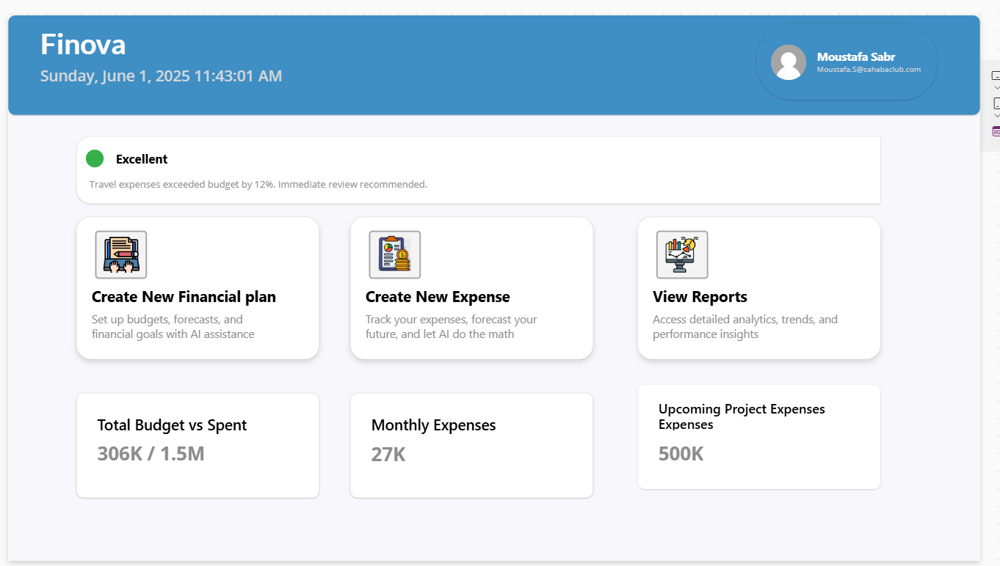 Finova
Sunday, June 1, 2025 11:43:01 AM
Moustafa Sabr
Moustafa.S@sahabaclub.com
Excellent
Travel expenses exceeded budget by 12%. Immediate review recommended.
Create New Financial plan
Set up budgets, forecasts, and
financial goals with AI assistance
Create New Expense
Track your expenses, forecast your
future, and let AI do the math
View Reports
Access detailed analytics, trends, and
performance insights
Total Budget vs Spent
306K / 1.5M
Monthly Expenses
27K
Upcoming Project Expenses
Expenses
500K